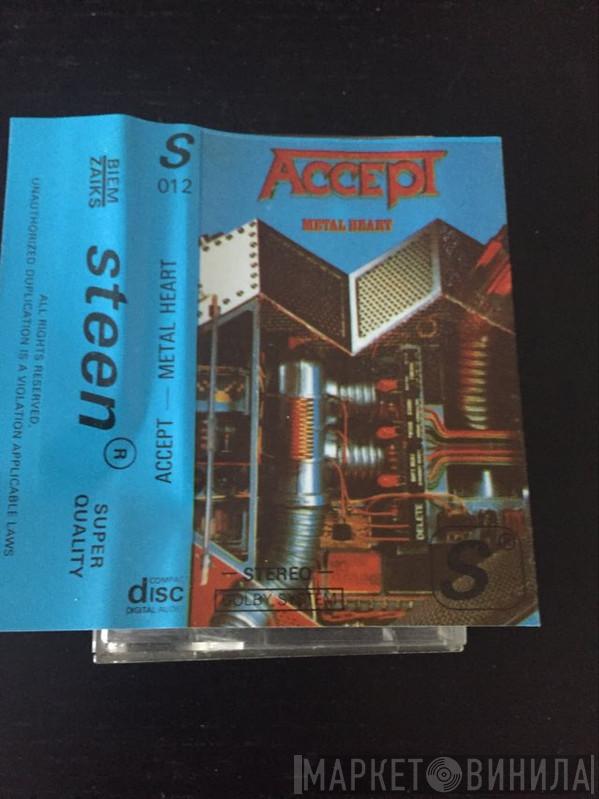 BIEM
ZAIKS
steen®
SUPER
QUALITY
ALL RIGHTS RESERVED.
UNAUTHORIZED DUPLICATION IS A VIOLATION APPLICABLE LAWS
S
012
ACCEPT — METAL HEART
COMPACT
disc
DIGITAL AUDIO
ACCEPT
METAL HEART
DELETE
— STEREO —
DOLBY SYSTEM
S®
МАРКЕТ ВИНИЛА